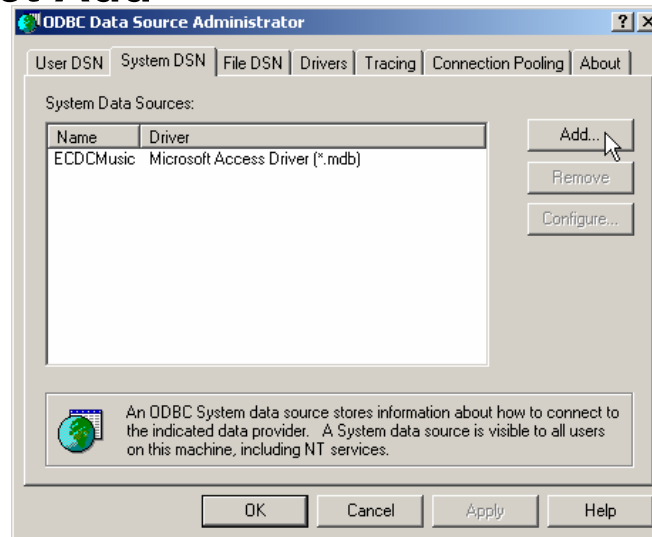 ODBC Data Source Administrator
User DSN System DSN File DSN Drivers Tracing Connection Pooling About
System Data Sources:
Name Driver
ECDCMusic Microsoft Access Driver (*.mdb)
Add...
Remove
Configure...
An ODBC System data source stores information about how to connect to
the indicated data provider. A System data source is visible to all users
on this machine, including NT services.
OK Cancel Apply Help